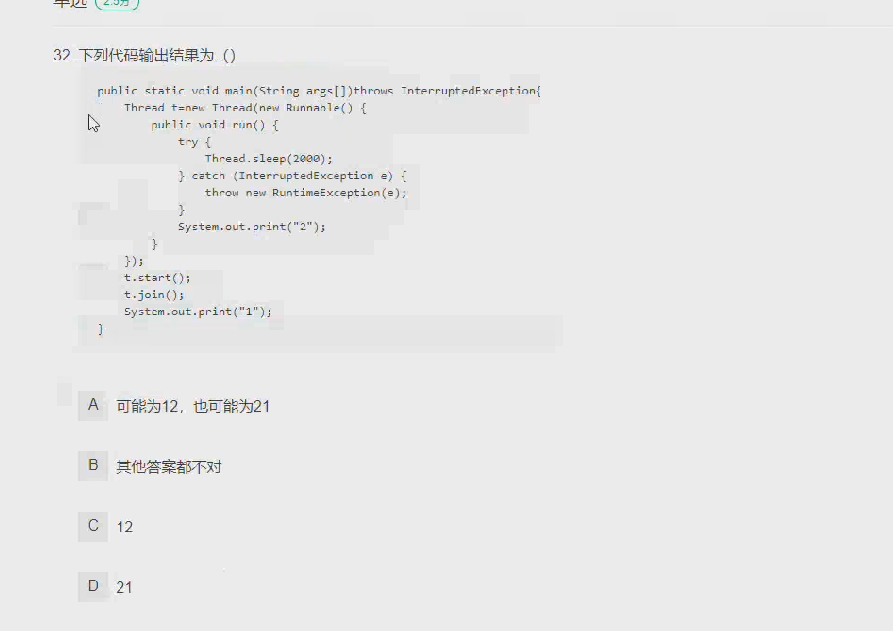 单选 2.5分
32 下列代码输出结果为（）
public static void main(String args[])throws InterruptedException{
Thread t=new Thread(new Runnable() {
public void run() {
try {
Thread.sleep(2000);
} catch (InterruptedException e) {
throw new RuntimeException(e);
}
System.out.print("2");
}
});
t.start();
t.join();
System.out.print("1");
}
A 可能为12，也可能为21
B 其他答案都不对
C 12
D 21